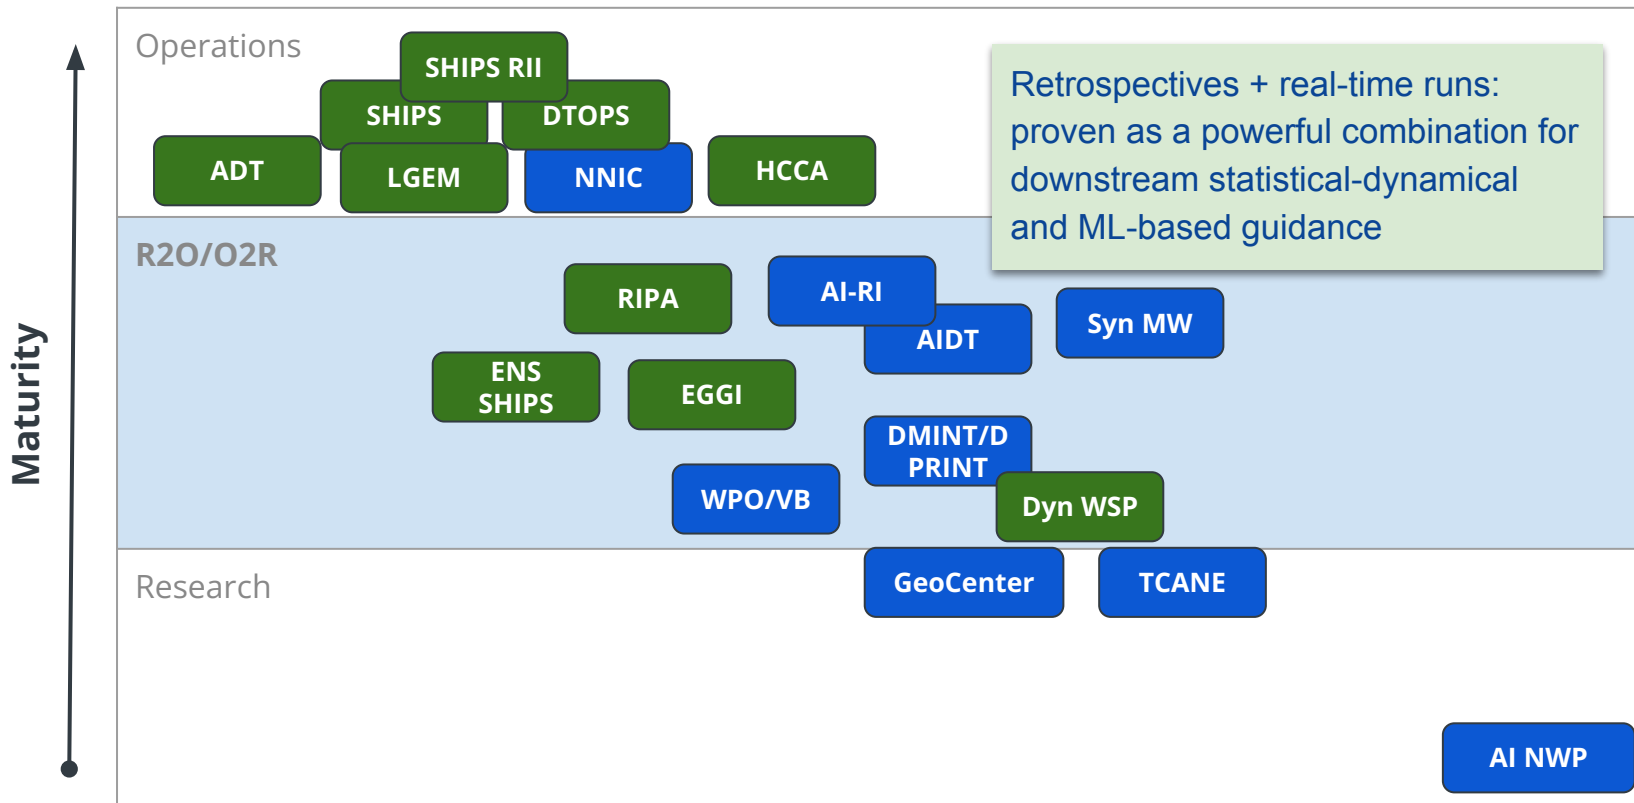 Operations
SHIPS RII
SHIPS
DTOPS
ADT
LGEM
NNIC
HCCA
Retrospectives + real-time runs:
proven as a powerful combination for
downstream statistical-dynamical
and ML-based guidance
Maturity
R2O/O2R
RIPA
AI-RI
AIDT
Syn MW
ENS
SHIPS
EGGI
DMINT/D
PRINT
WPO/VB
Dyn WSP
Research
GeoCenter
TCANE
AI NWP